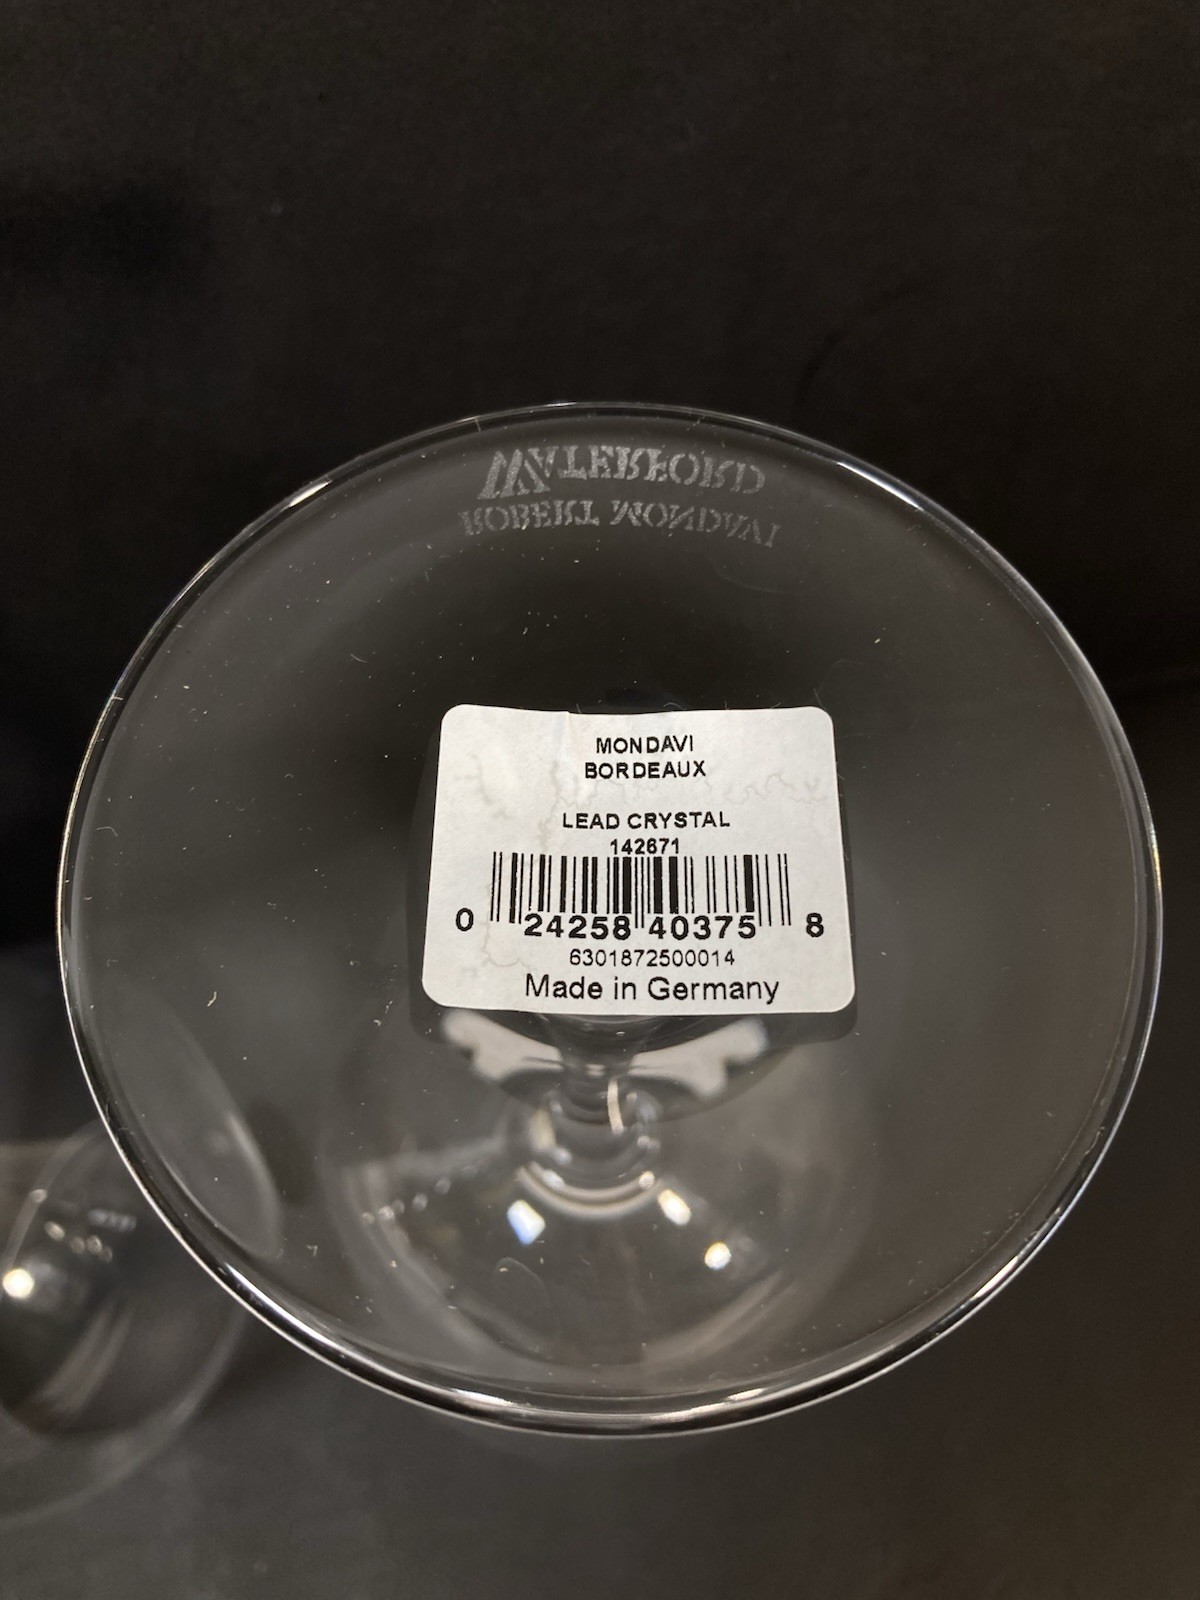 WATERFORD
ROBERT MONDAVI
MONDAVI
BORDEAUX
LEAD CRYSTAL
142671
0 24258 40375 8
6301872500014
Made in Germany